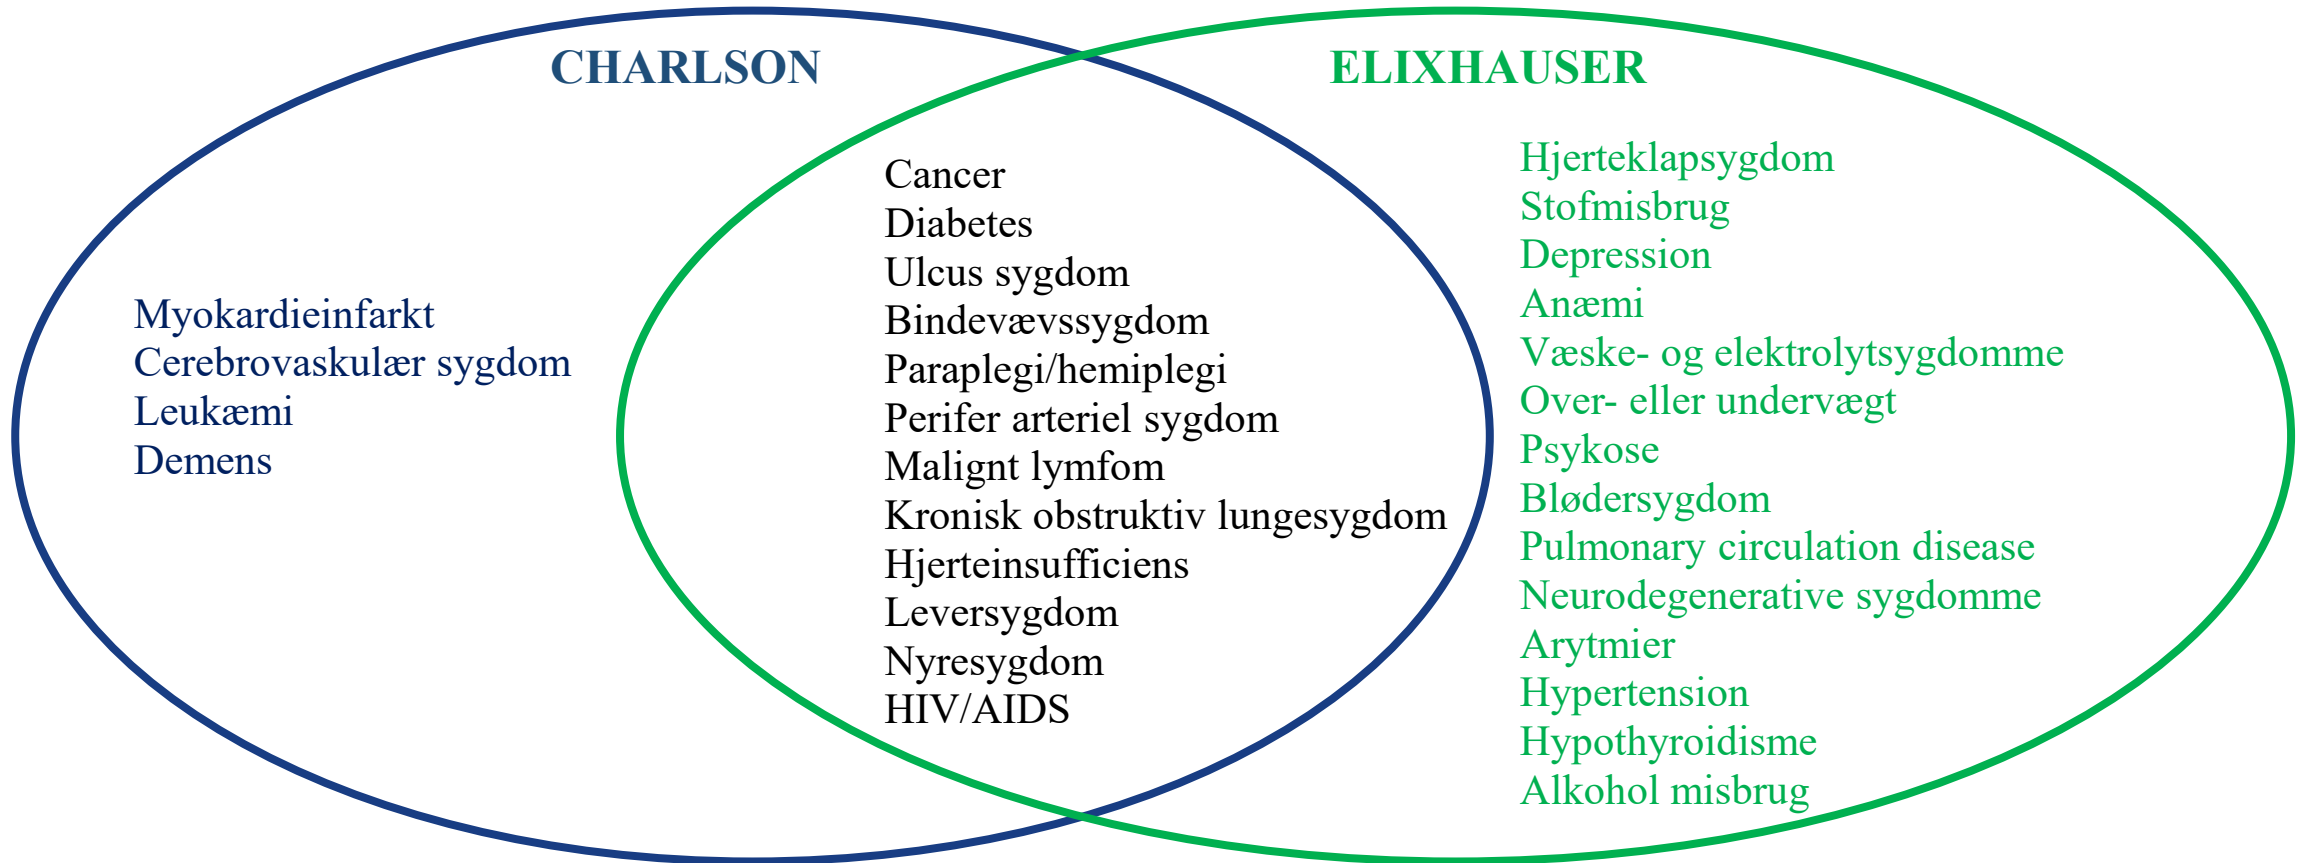 CHARLSON
ELIXHAUSER
Myokardieinfarkt
Cerebrovaskulær sygdom
Leukæmi
Demens
Cancer
Diabetes
Ulcus sygdom
Bindevævssygdom
Paraplegi/hemiplegi
Perifer arteriel sygdom
Malignt lymfom
Kronisk obstruktiv lungesygdom
Hjerteinsufficiens
Leversygdom
Nyresygdom
HIV/AIDS
Hjerteklapsygdom
Stofmisbrug
Depression
Anæmi
Væske- og elektrolytsygdomme
Over- eller undervægt
Psykose
Blødersygdom
Pulmonary circulation disease
Neurodegenerative sygdomme
Arytmier
Hypertension
Hypothyroidisme
Alkohol misbrug